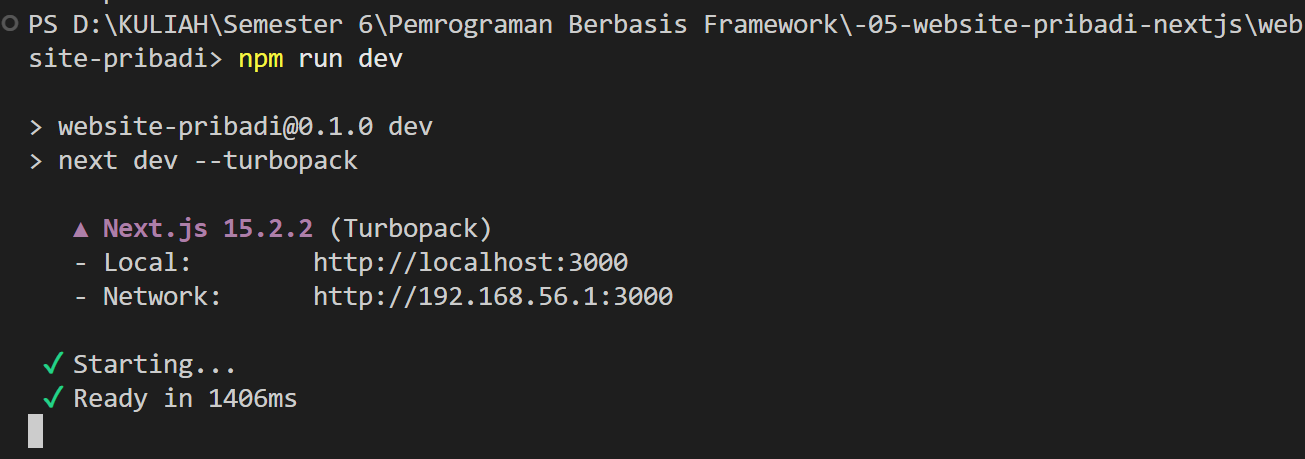 PS D:\KULIAH\Semester 6\Pemrograman Berbasis Framework\-05-website-pribadi-nextjs\web
site-pribadi> npm run dev
> website-pribadi@0.1.0 dev
> next dev --turbopack
▲ Next.js 15.2.2 (Turbopack)
- Local: http://localhost:3000
- Network: http://192.168.56.1:3000
✓ Starting...
✓ Ready in 1406ms